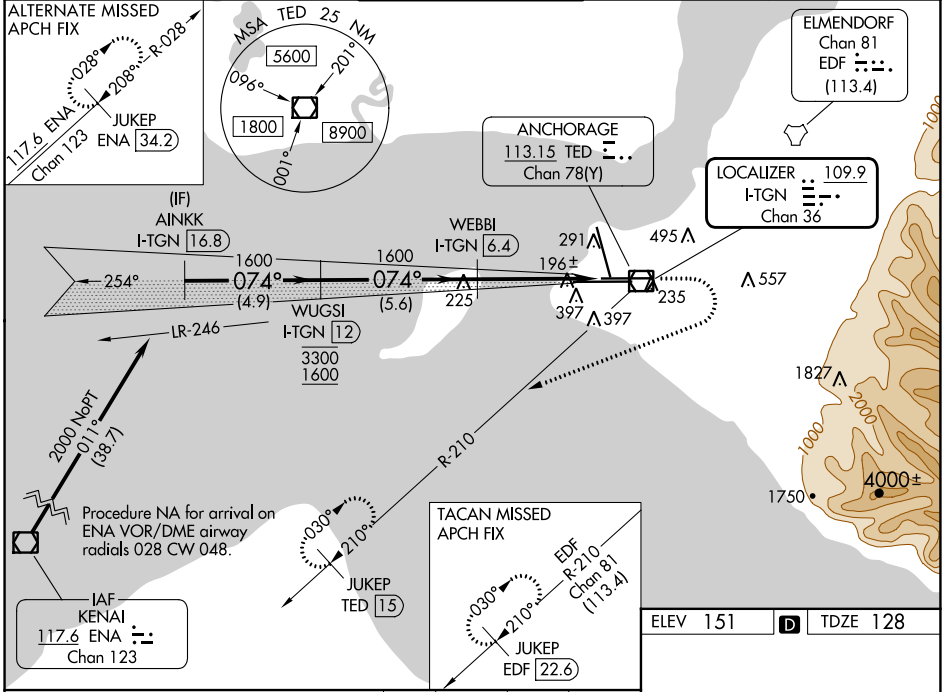 ALTERNATE MISSED
APCH FIX
028°
208°
R-028
JUKEP
ENA 34.2
117.6 ENA
Chan 123
MSA TED 25 NM
5600
096°
201°
1800
8900
001°
ELMENDORF
Chan 81
EDF
(113.4)
ANCHORAGE
113.15 TED
Chan 78(Y)
LOCALIZER 109.9
I-TGN
Chan 36
(IF)
AINKK
I-TGN 16.8
WEBBI
I-TGN 6.4
291
495
196±
557
254°
1600
074°
(4.9)
1600
074°
(5.6)
225
235
397
397
WUGSI
I-TGN 12
3300
1600
LR-246
2000 NoPT
011°
(38.7)
R-210
1827
1000
1000
2000
1750
4000±
Procedure NA for arrival on
ENA VOR/DME airway
radials 028 CW 048.
IAF
KENAI
117.6 ENA
Chan 123
030°
210°
JUKEP
TED 15
TACAN MISSED
APCH FIX
EDF
R-210
Chan 81
(113.4)
030°
210°
JUKEP
EDF 22.6
ELEV 151
D
TDZE 128